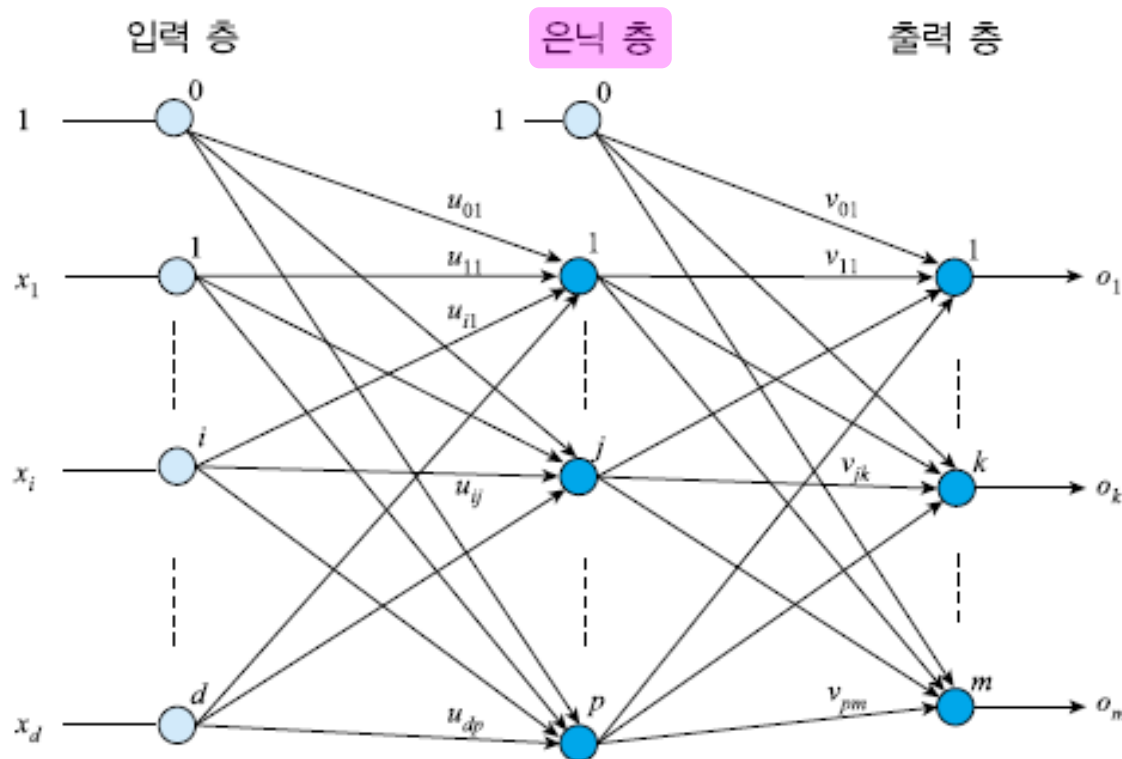 입력 층 은닉 층 출력 층
0 0
1 1
u01 v01
1 1 1
x1 u11 v11 o1
ui1
i j k
xi uij vjk ok
d p m
xd udp vpm om